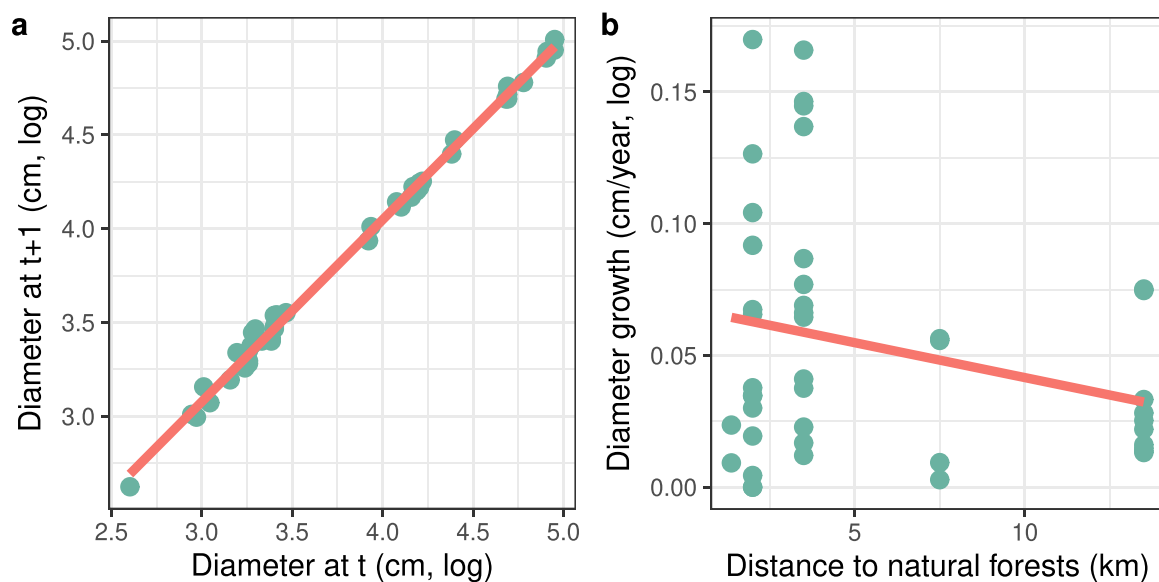 a
Diameter at t+1 (cm, log)
5.0
4.5
4.0
3.5
3.0
2.5
3.0
3.5
4.0
4.5
5.0
Diameter at t (cm, log)
b
Diameter growth (cm/year, log)
0.15
0.10
0.05
0.00
5
10
Distance to natural forests (km)